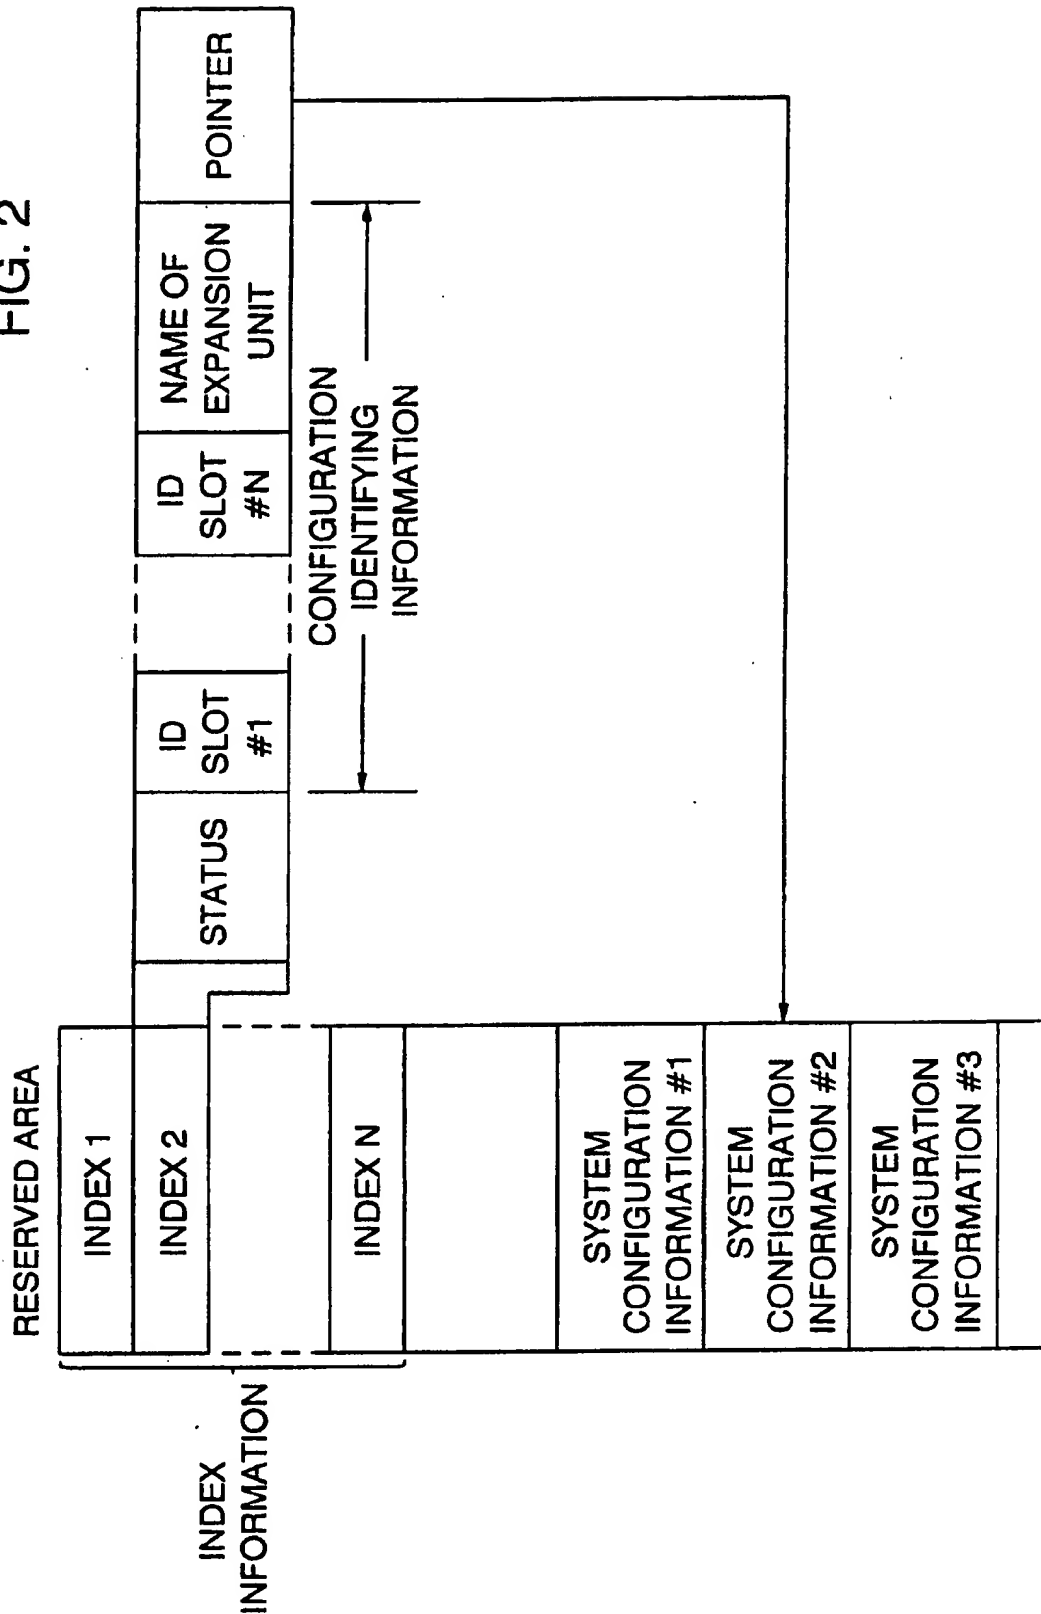 FIG. 2
RESERVED AREA
INDEX 1
INDEX 2
INDEX N
INDEX
INFORMATION
STATUS
ID
SLOT
#1
ID
SLOT
#N
NAME OF
EXPANSION
UNIT
POINTER
CONFIGURATION
IDENTIFYING
INFORMATION
SYSTEM
CONFIGURATION
INFORMATION #1
SYSTEM
CONFIGURATION
INFORMATION #2
SYSTEM
CONFIGURATION
INFORMATION #3